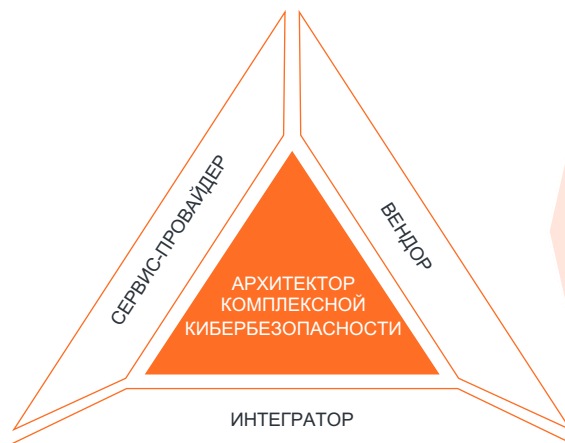 СЕРВИС-ПРОВАЙДЕР
ВЕНДОР
АРХИТЕКТОР
КОМПЛЕКСНОЙ
КИБЕРБЕЗОПАСНОСТИ
ИНТЕГРАТОР